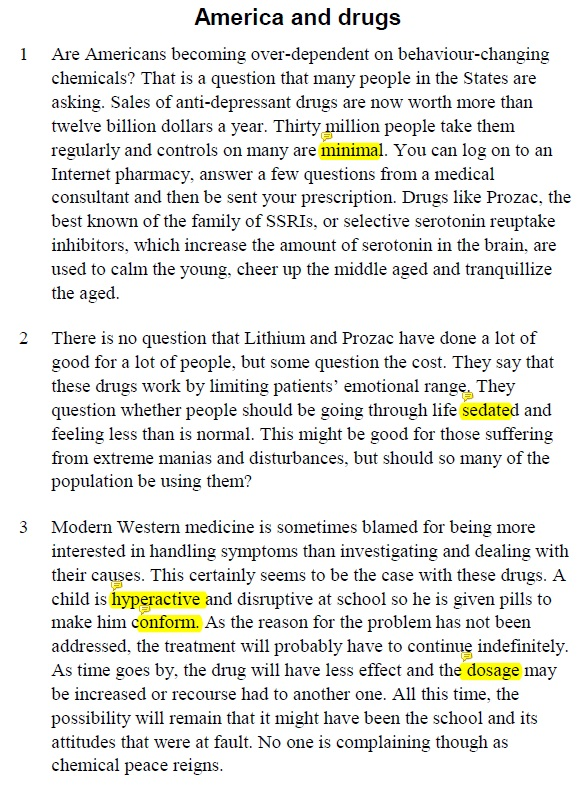 America and drugs
1 Are Americans becoming over-dependent on behaviour-changing
chemicals? That is a question that many people in the States are
asking. Sales of anti-depressant drugs are now worth more than
twelve billion dollars a year. Thirty million people take them
regularly and controls on many are minimal. You can log on to an
Internet pharmacy, answer a few questions from a medical
consultant and then be sent your prescription. Drugs like Prozac, the
best known of the family of SSRIs, or selective serotonin reuptake
inhibitors, which increase the amount of serotonin in the brain, are
used to calm the young, cheer up the middle aged and tranquillize
the aged.
2 There is no question that Lithium and Prozac have done a lot of
good for a lot of people, but some question the cost. They say that
these drugs work by limiting patients’ emotional range. They
question whether people should be going through life sedated and
feeling less than is normal. This might be good for those suffering
from extreme manias and disturbances, but should so many of the
population be using them?
3 Modern Western medicine is sometimes blamed for being more
interested in handling symptoms than investigating and dealing with
their causes. This certainly seems to be the case with these drugs. A
child is hyperactive and disruptive at school so he is given pills to
make him conform. As the reason for the problem has not been
addressed, the treatment will probably have to continue indefinitely.
As time goes by, the drug will have less effect and the dosage may
be increased or recourse had to another one. All this time, the
possibility will remain that it might have been the school and its
attitudes that were at fault. No one is complaining though as
chemical peace reigns.